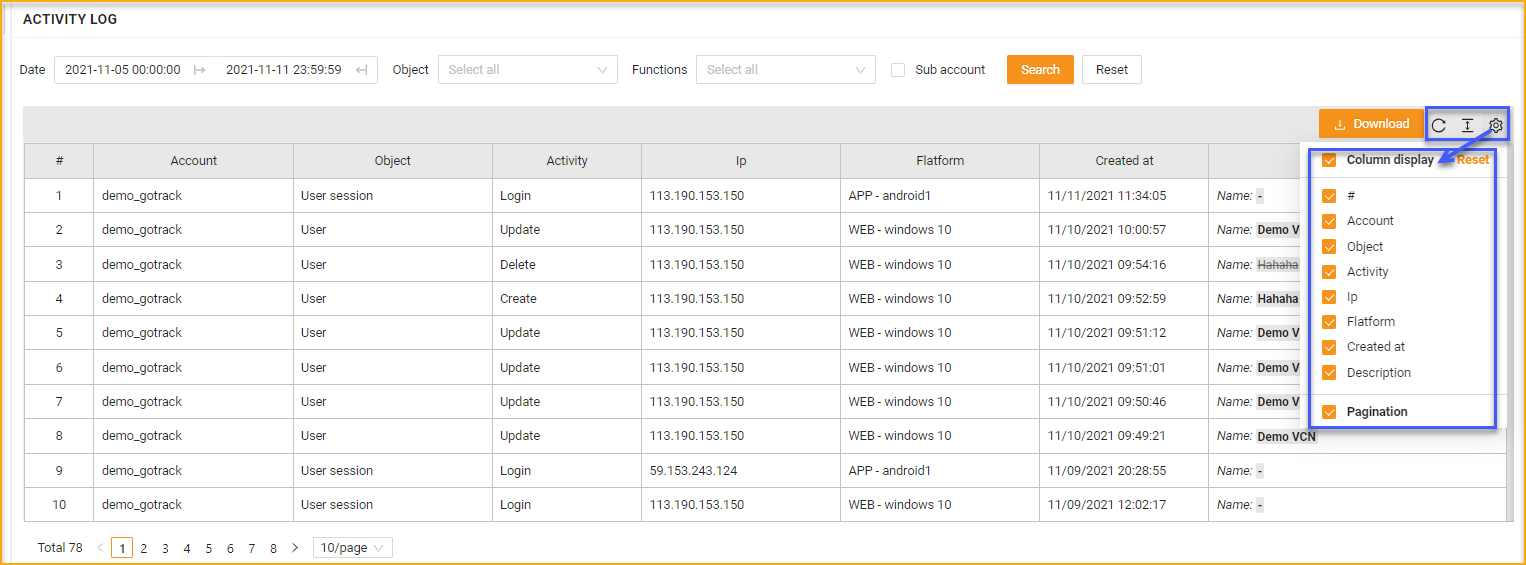 ACTIVITY LOG
Date 2021-11-05 00:00:00 2021-11-11 23:59:59 Object Select all Functions Select all Sub account Search Reset
Download
# Account Object Activity Ip Flatform Created at
Column display Reset
1 demo_gotrack User session Login 113.190.153.150 APP - android1 11/11/2021 11:34:05 Name: - #
2 demo_gotrack User Update 113.190.153.150 WEB - windows 10 11/10/2021 10:00:57 Name: Demo V Account
Object
3 demo_gotrack User Delete 113.190.153.150 WEB - windows 10 11/10/2021 09:54:16 Name: Hahaha Activity
4 demo_gotrack User Create 113.190.153.150 WEB - windows 10 11/10/2021 09:52:59 Name: Hahaha Ip
Flatform
5 demo_gotrack User Update 113.190.153.150 WEB - windows 10 11/10/2021 09:51:12 Name: Demo V Created at
6 demo_gotrack User Update 113.190.153.150 WEB - windows 10 11/10/2021 09:51:01 Name: Demo V Description
7 demo_gotrack User Update 113.190.153.150 WEB - windows 10 11/10/2021 09:50:46 Name: Demo V Pagination
8 demo_gotrack User Update 113.190.153.150 WEB - windows 10 11/10/2021 09:49:21 Name: Demo VCN
9 demo_gotrack User session Login 59.153.243.124 APP - android1 11/09/2021 20:28:55 Name: -
10 demo_gotrack User session Login 113.190.153.150 WEB - windows 10 11/09/2021 12:02:17 Name: -
Total 78 < 1 2 3 4 5 6 7 8 > 10/page